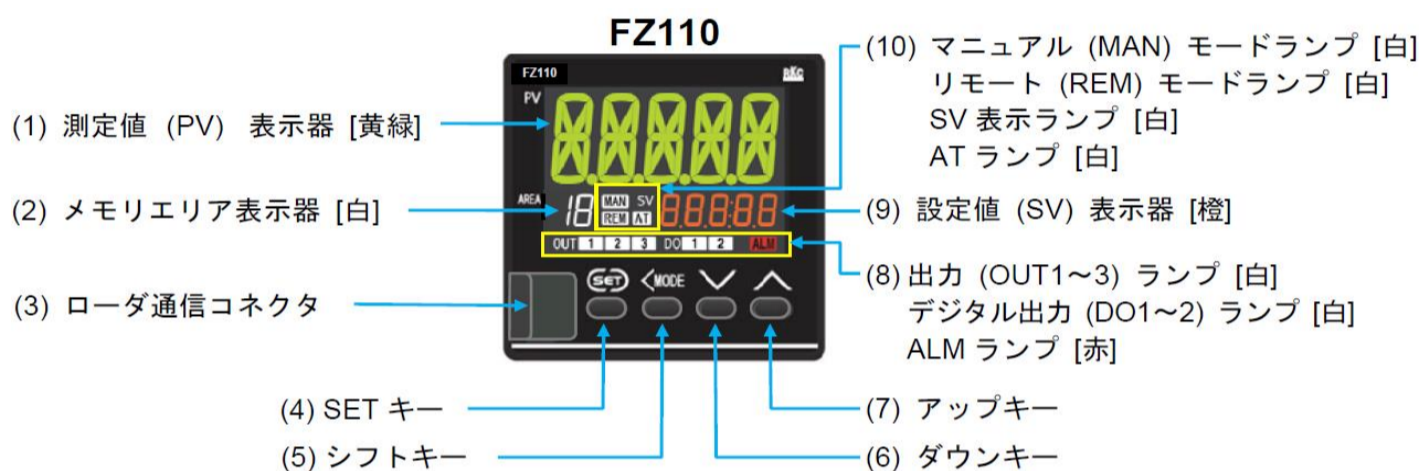 FZ110
(10) マニュアル (MAN) モードランプ [白]
リモート (REM) モードランプ [白]
SV 表示ランプ [白]
AT ランプ [白]
FZ110
RKC
PV
(1) 測定値 (PV) 表示器 [黄緑]
AREA
MAN SV
REM AT
(2) メモリエリア表示器 [白]
18
888:88
(9) 設定値 (SV) 表示器 [橙]
OUT 1 2 3 DO 1 2 ALM
(8) 出力 (OUT1～3) ランプ [白]
デジタル出力 (DO1～2) ランプ [白]
ALM ランプ [赤]
(3) ローダ通信コネクタ
SET <MODE
(4) SET キー
(7) アップキー
(5) シフトキー
(6) ダウンキー